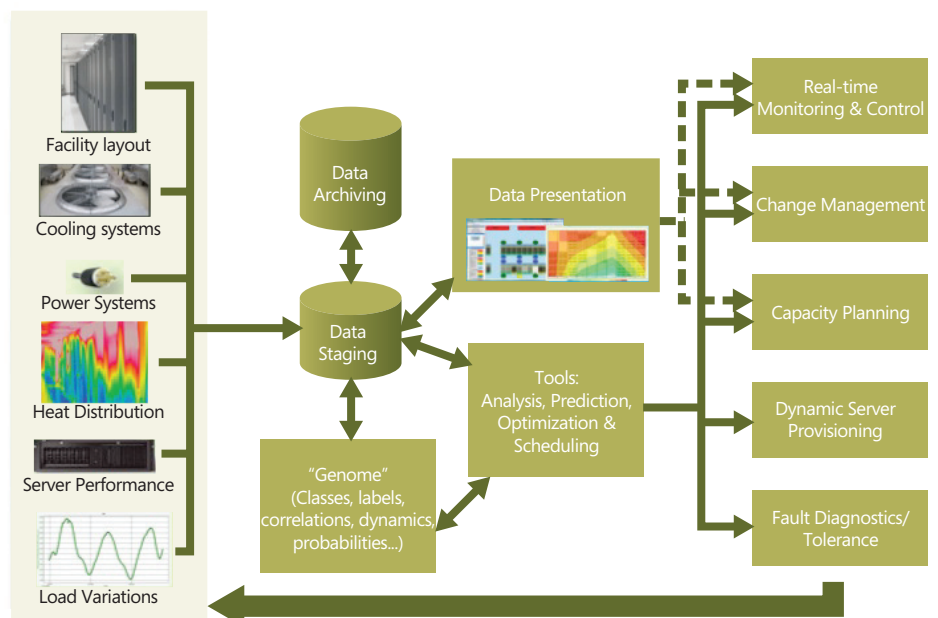 Facility layout
Cooling systems
Power Systems
Heat Distribution
Server Performance
Load Variations
Data
Archiving
Data
Staging
“Genome”
(Classes, labels,
correlations, dynamics,
probabilities...)
Data Presentation
Tools:
Analysis, Prediction,
Optimization &
Scheduling
Real-time
Monitoring & Control
Change Management
Capacity Planning
Dynamic Server
Provisioning
Fault Diagnostics/
Tolerance